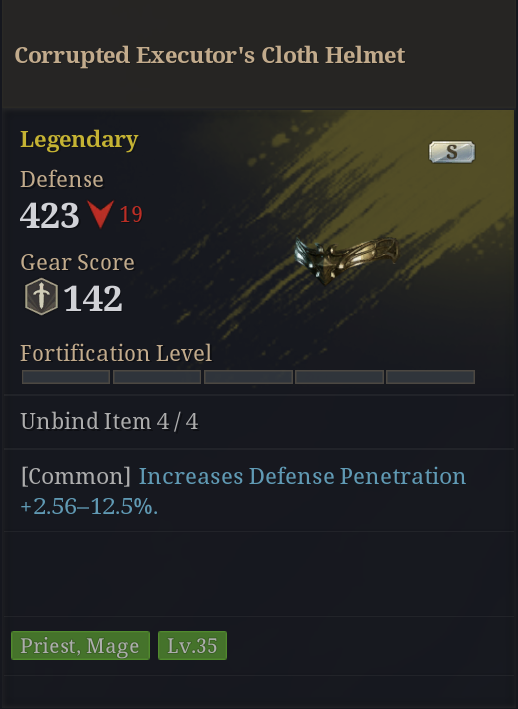 Corrupted Executor's Cloth Helmet
Legendary
S
Defense
423 19
Gear Score
142
Fortification Level
Unbind Item 4 / 4
[Common] Increases Defense Penetration
+2.56–12.5%.
Priest, Mage Lv.35